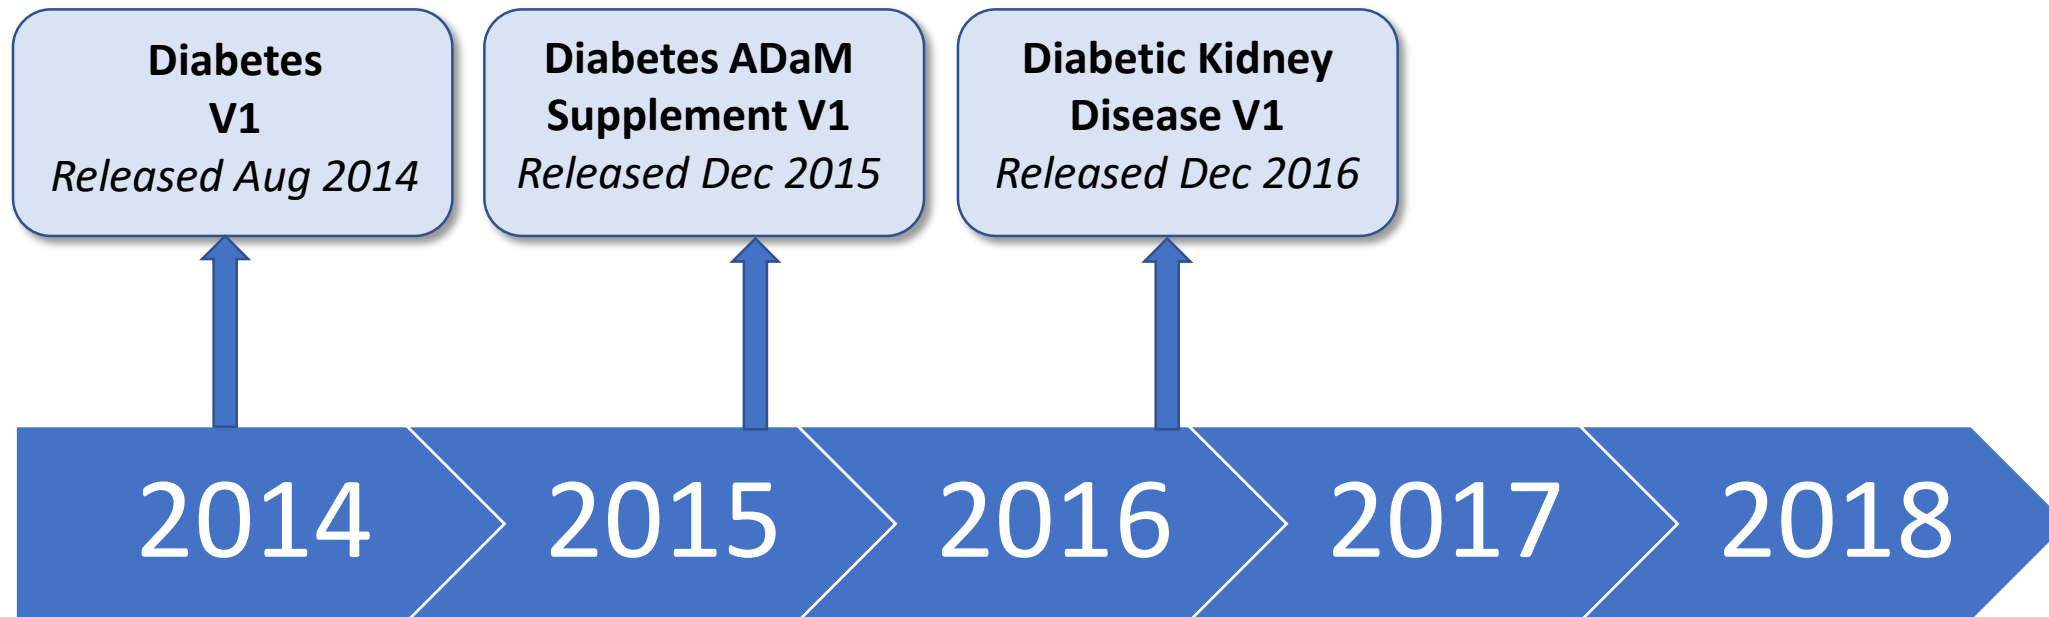 Diabetes
V1
Released Aug 2014
Diabetes ADaM
Supplement V1
Released Dec 2015
Diabetic Kidney
Disease V1
Released Dec 2016
2014
2015
2016
2017
2018